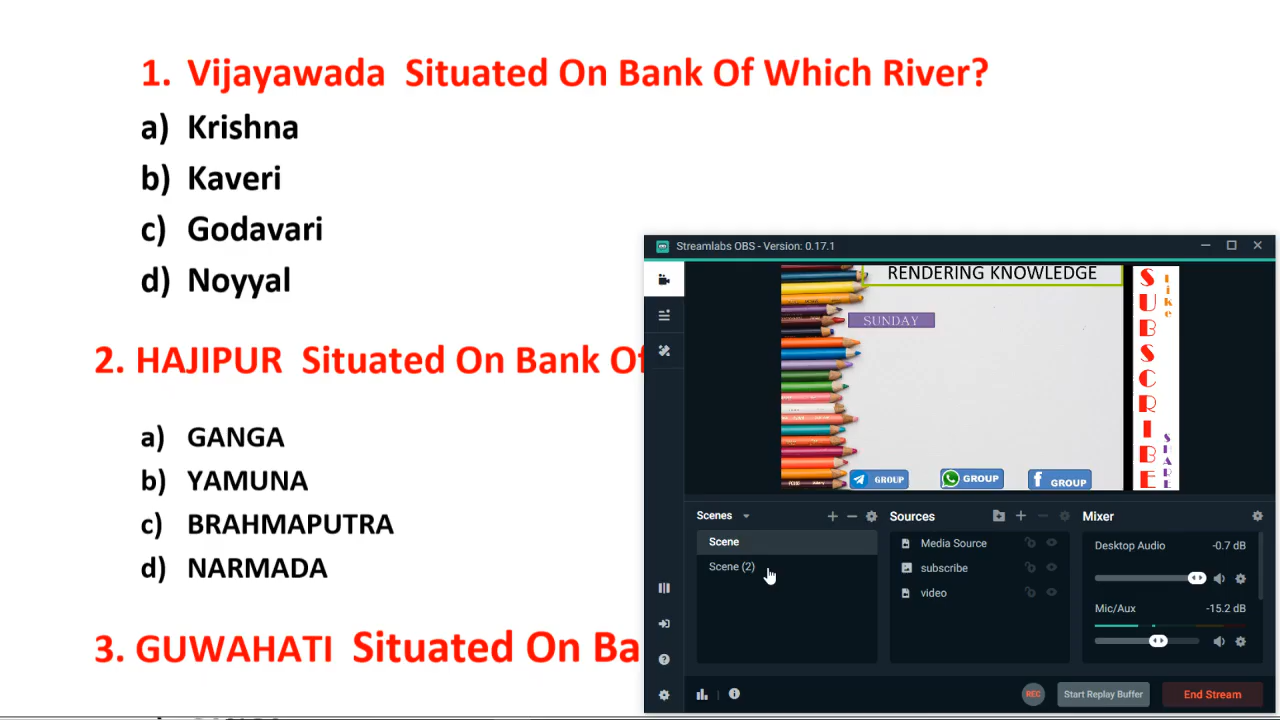 1. Vijayawada Situated On Bank Of Which River?
a) Krishna
b) Kaveri
c) Godavari
d) Noyyal
2. HAJIPUR Situated On Bank Of
a) GANGA
b) YAMUNA
c) BRAHMAPUTRA
d) NARMADA
3. GUWAHATI Situated On Ba
Streamlabs OBS - Version: 0.17.1
RENDERING KNOWLEDGE
SUNDAY
GROUP
GROUP
GROUP
SUBSCRIBE
Like
SHARE
Scenes
Scene
Scene (2)
Sources
Media Source
subscribe
video
Mixer
Desktop Audio -0.7 dB
Mic/Aux -15.2 dB
REC
Start Replay Buffer
End Stream